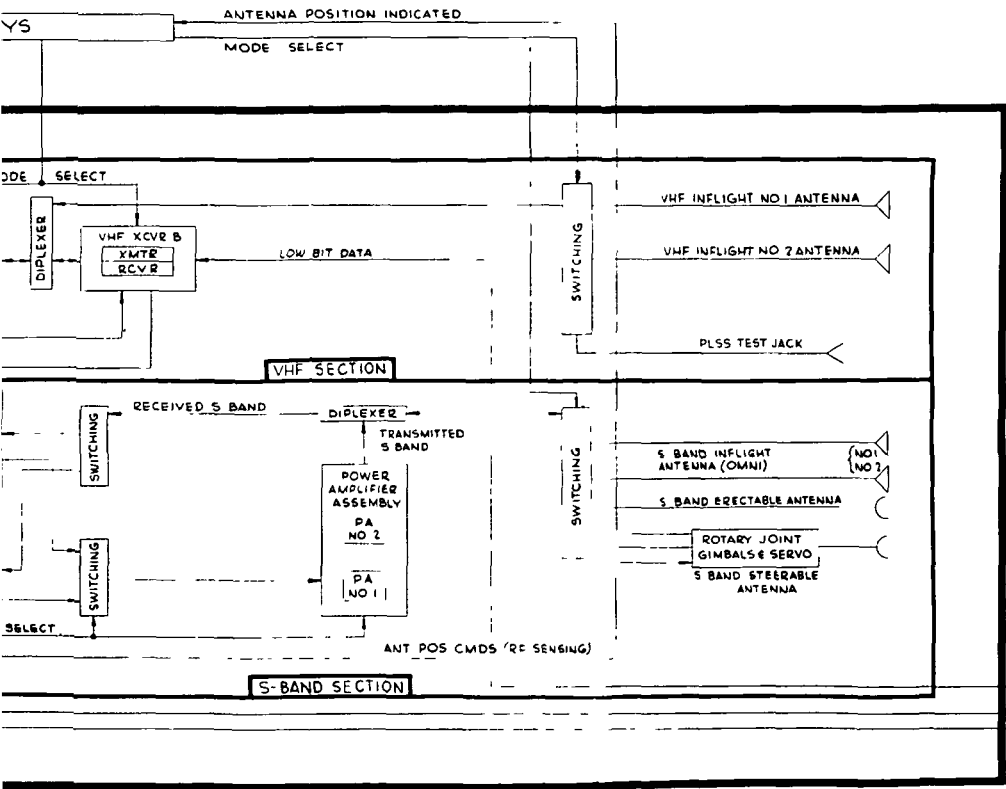 ANTENNA POSITION INDICATED
YS
MODE SELECT
ODE SELECT
DIPLEXER
VHF XCVR B
XMTR
RCVR
LOW BIT DATA
SWITCHING
VHF INFLIGHT NO 1 ANTENNA
VHF INFLIGHT NO 2 ANTENNA
PLSS TEST JACK
VHF SECTION
RECEIVED S BAND
DIPLEXER
TRANSMITTED
S BAND
SWITCHING
POWER
AMPLIFIER
ASSEMBLY
PA
NO 2
PA
NO 1
SWITCHING
SWITCHING
S BAND INFLIGHT
ANTENNA (OMNI)
NO 1
NO 2
S BAND ERECTABLE ANTENNA
ROTARY JOINT
GIMBALS & SERVO
S BAND STEERABLE
ANTENNA
SELECT
ANT POS CMDS (RF SENSING)
S-BAND SECTION